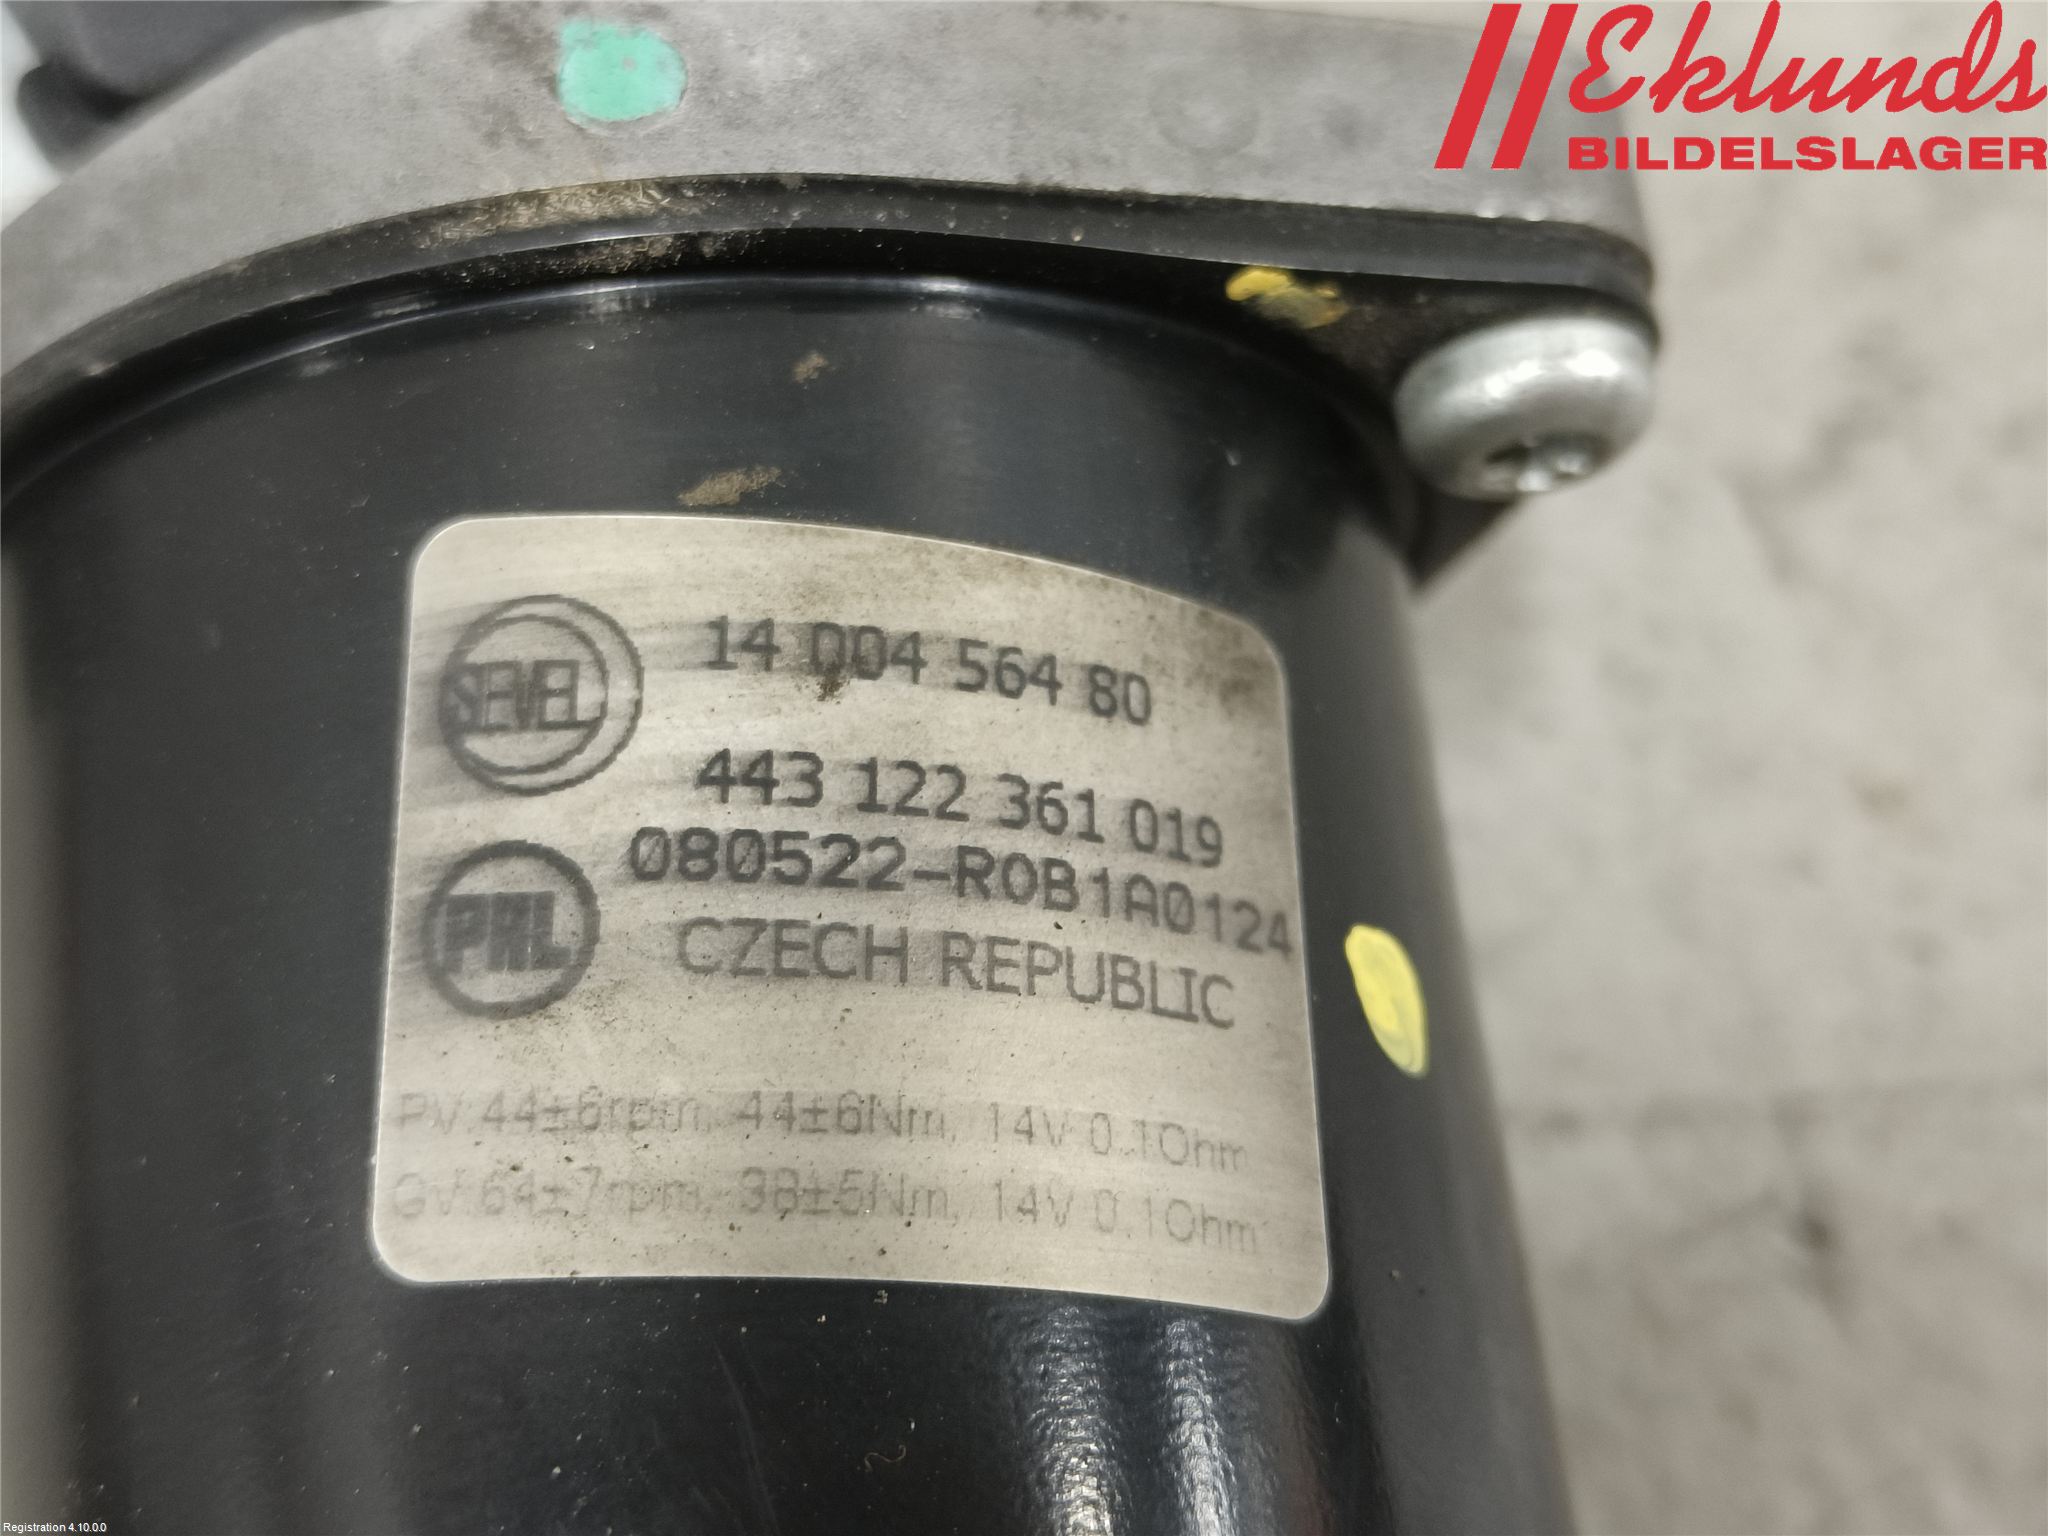 Eklunds
BILDELSLAGER
SEVEL
14 004 564 80
443 122 361 019
080522-R0B1A0124
CZECH REPUBLIC
PV:44±6rpm, 44±6Nm, 14V 0.1Ohm
GV:64±7rpm, 38±5Nm, 14V 0.1Ohm
Registration 4.10.0.0